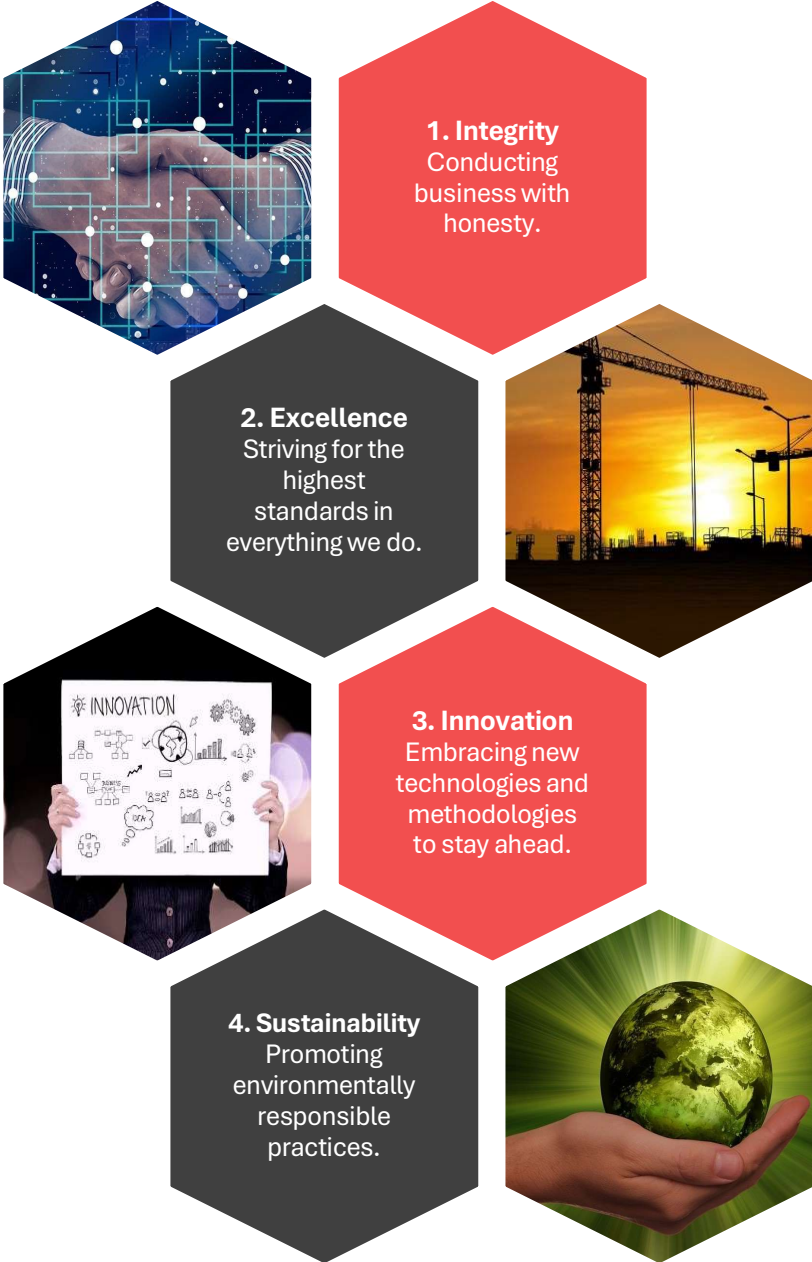 1. Integrity
Conducting
business with
honesty.
2. Excellence
Striving for the
highest
standards in
everything we do.
INNOVATION
3. Innovation
Embracing new
technologies and
methodologies
to stay ahead.
4. Sustainability
Promoting
environmentally
responsible
practices.